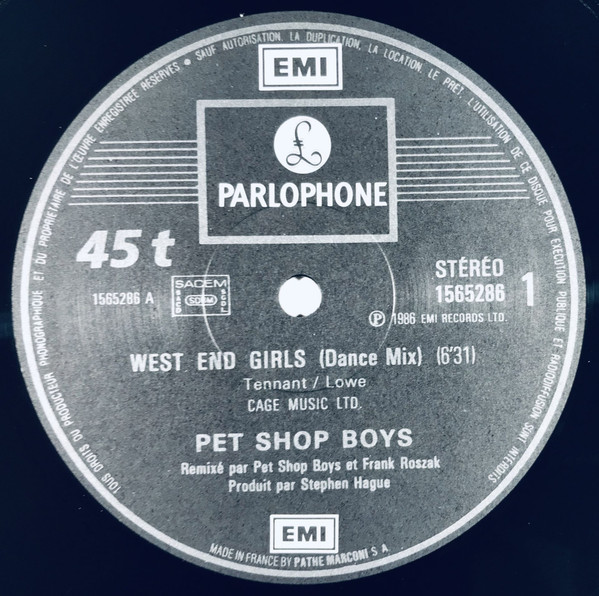 TOUS DROITS DU PRODUCTEUR PHONOGRAPHIQUE ET DU PROPRIETAIRE DE L'ŒUVRE ENREGISTREE RESERVES ● SAUF AUTORISATION, LA DUPLICATION, LA LOCATION, LE PRET, L'UTILISATION DE CE DISQUE POUR EXECUTION PUBLIQUE ET RADIODIFFUSION SONT INTERDITS
EMI
£
PARLOPHONE
45 t
STÉRÉO
1565286 A
SACEM
SACD SDRM SGDL
1565286 1
Ⓟ 1986 EMI RECORDS LTD.
WEST END GIRLS (Dance Mix) (6'31)
Tennant / Lowe
CAGE MUSIC LTD.
PET SHOP BOYS
Remixé par Pet Shop Boys et Frank Roszak
Produit par Stephen Hague
EMI
MADE IN FRANCE BY PATHE MARCONI S.A.